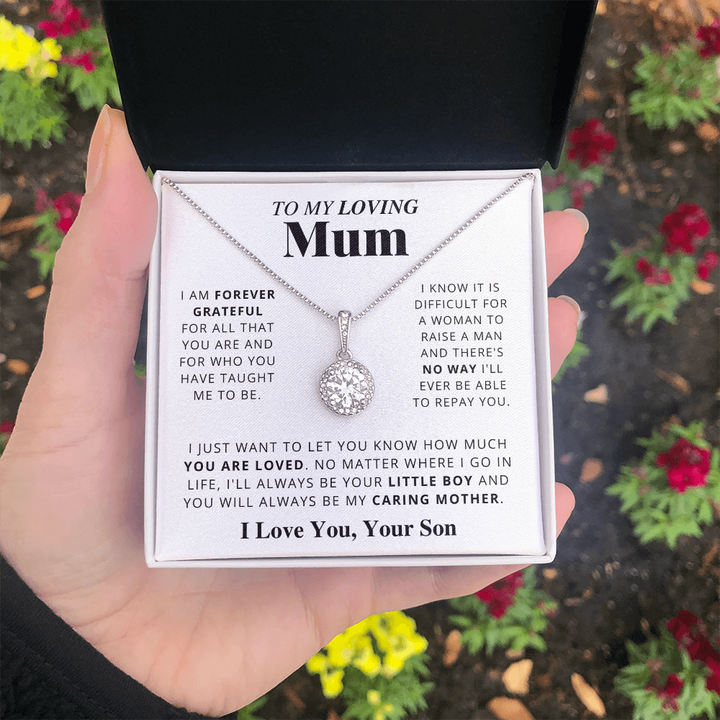 TO MY LOVING
Mum
I AM FOREVER
GRATEFUL
FOR ALL THAT
YOU ARE AND
FOR WHO YOU
HAVE TAUGHT
ME TO BE.
I KNOW IT IS
DIFFICULT FOR
A WOMAN TO
RAISE A MAN
AND THERE'S
NO WAY I'LL
EVER BE ABLE
TO REPAY YOU.
I JUST WANT TO LET YOU KNOW HOW MUCH
YOU ARE LOVED. NO MATTER WHERE I GO IN
LIFE, I'LL ALWAYS BE YOUR LITTLE BOY AND
YOU WILL ALWAYS BE MY CARING MOTHER.
I Love You, Your Son